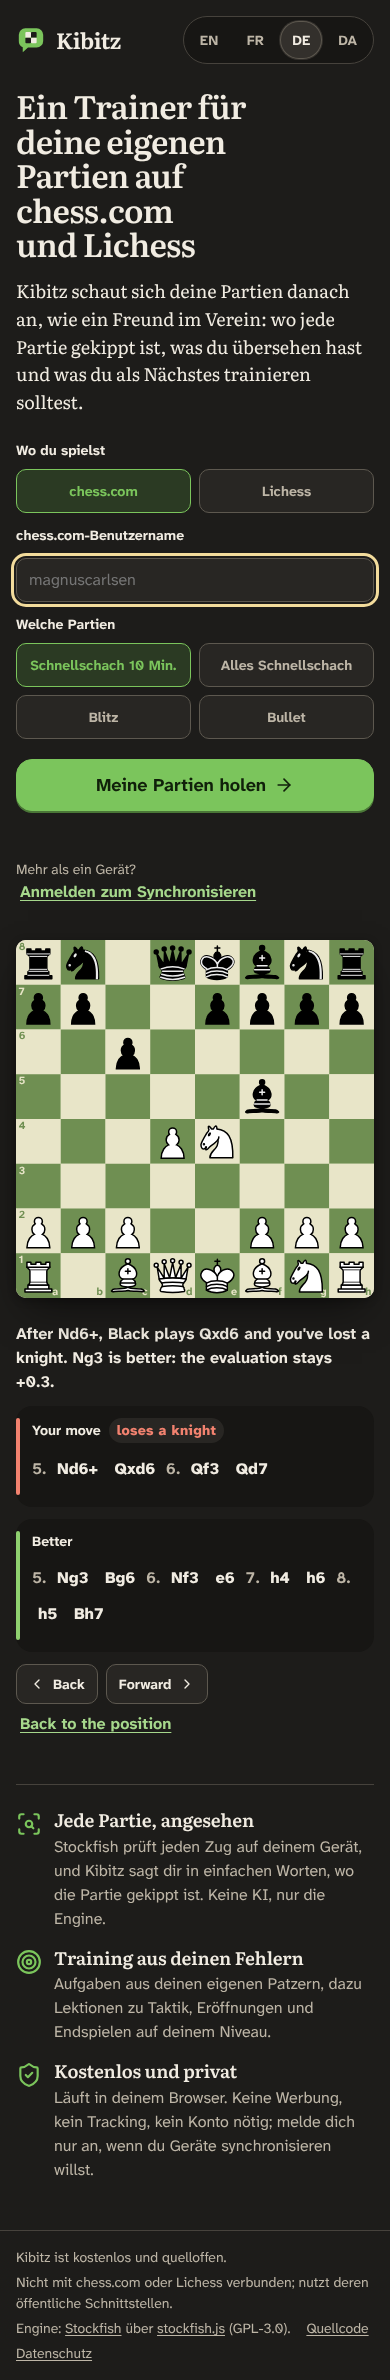 Kibitz
EN FR DE DA
Ein Trainer für
deine eigenen
Partien auf
chess.com
und Lichess
Kibitz schaut sich deine Partien danach
an, wie ein Freund im Verein: wo jede
Partie gekippt ist, was du übersehen hast
und was du als Nächstes trainieren
solltest.
Wo du spielst
chess.com Lichess
chess.com-Benutzername
magnuscarlsen
Welche Partien
Schnellschach 10 Min. Alles Schnellschach
Blitz Bullet
Meine Partien holen →
Mehr als ein Gerät?
Anmelden zum Synchronisieren
8
7
6
5
4
3
2
1
a b c d e f g h
After Nd6+, Black plays Qxd6 and you've lost a
knight. Ng3 is better: the evaluation stays
+0.3.
Your move loses a knight
5. Nd6+ Qxd6 6. Qf3 Qd7
Better
5. Ng3 Bg6 6. Nf3 e6 7. h4 h6 8.
h5 Bh7
Back Forward
Back to the position
Jede Partie, angesehen
Stockfish prüft jeden Zug auf deinem Gerät,
und Kibitz sagt dir in einfachen Worten, wo
die Partie gekippt ist. Keine KI, nur die
Engine.
Training aus deinen Fehlern
Aufgaben aus deinen eigenen Patzern, dazu
Lektionen zu Taktik, Eröffnungen und
Endspielen auf deinem Niveau.
Kostenlos und privat
Läuft in deinem Browser. Keine Werbung,
kein Tracking, kein Konto nötig; melde dich
nur an, wenn du Geräte synchronisieren
willst.
Kibitz ist kostenlos und quelloffen.
Nicht mit chess.com oder Lichess verbunden; nutzt deren
öffentliche Schnittstellen.
Engine: Stockfish über stockfish.js (GPL-3.0). Quellcode
Datenschutz